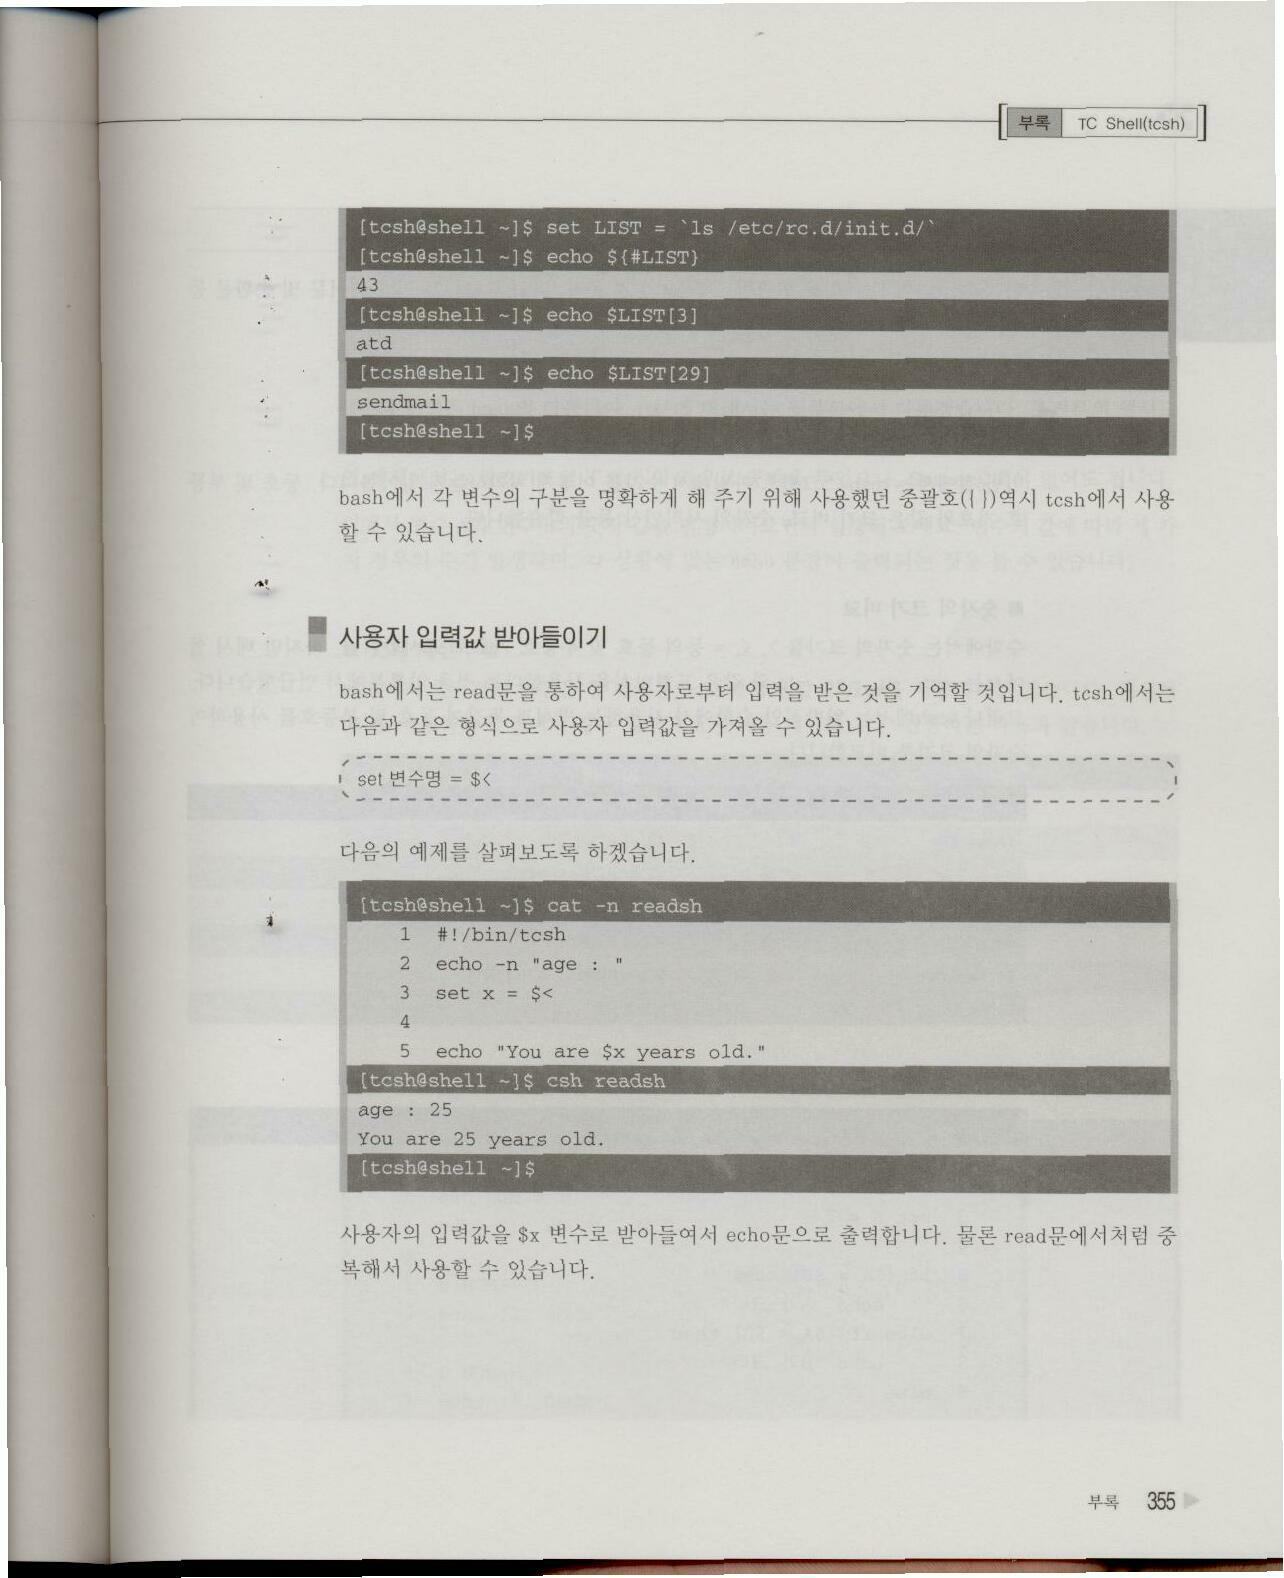 부록 TC Shell(tcsh)
[tcsh@shell ~]$ set LIST = `ls /etc/rc.d/init.d/`
[tcsh@shell ~]$ echo ${#LIST}
43
[tcsh@shell ~]$ echo $LIST[3]
atd
[tcsh@shell ~]$ echo $LIST[29]
sendmail
[tcsh@shell ~]$
bash에서 각 변수의 구분을 명확하게 해 주기 위해 사용했던 중괄호({ })역시 tcsh에서 사용
할 수 있습니다.
사용자 입력값 받아들이기
bash에서는 read문을 통하여 사용자로부터 입력을 받은 것을 기억할 것입니다. tcsh에서는
다음과 같은 형식으로 사용자 입력값을 가져올 수 있습니다.
set 변수명 = $<
다음의 예제를 살펴보도록 하겠습니다.
[tcsh@shell ~]$ cat -n readsh
1 #!/bin/tcsh
2 echo -n "age : "
3 set x = $<
4
5 echo "You are $x years old."
[tcsh@shell ~]$ csh readsh
age : 25
You are 25 years old.
[tcsh@shell ~]$
사용자의 입력값을 $x 변수로 받아들여서 echo문으로 출력합니다. 물론 read문에서처럼 중
복해서 사용할 수 있습니다.
부록 355